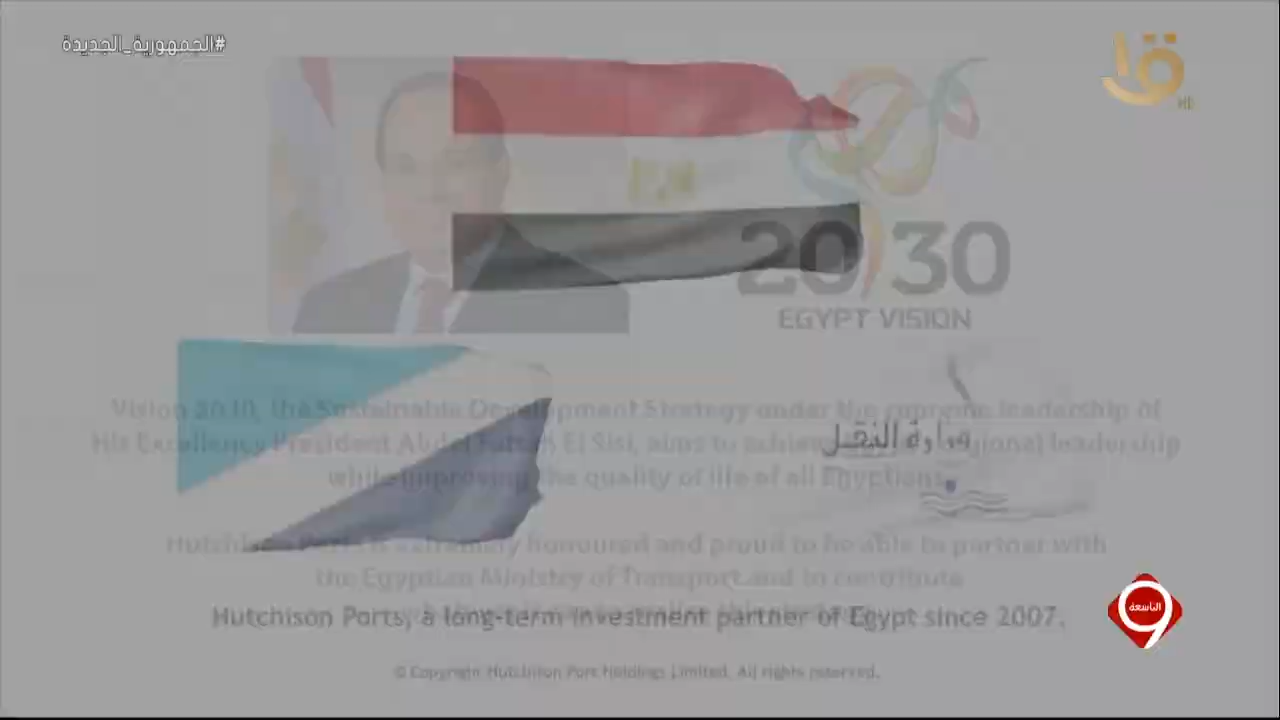 #الجمهورية_الجديدة
2030
EGYPT VISION
Vision 2030, the Sustainable Development Strategy under the supreme leadership of
His Excellency President Abdel Fattah El Sisi, aims to achieve regional leadership
while improving the quality of life of all Egyptians.
وزارة النقل
Hutchison Ports is extremely honoured and proud to be able to partner with
the Egyptian Ministry of Transport and to contribute
Hutchison Ports, a long-term investment partner of Egypt since 2007.
© Copyright Hutchison Port Holdings Limited. All rights reserved.
التاسعة
9